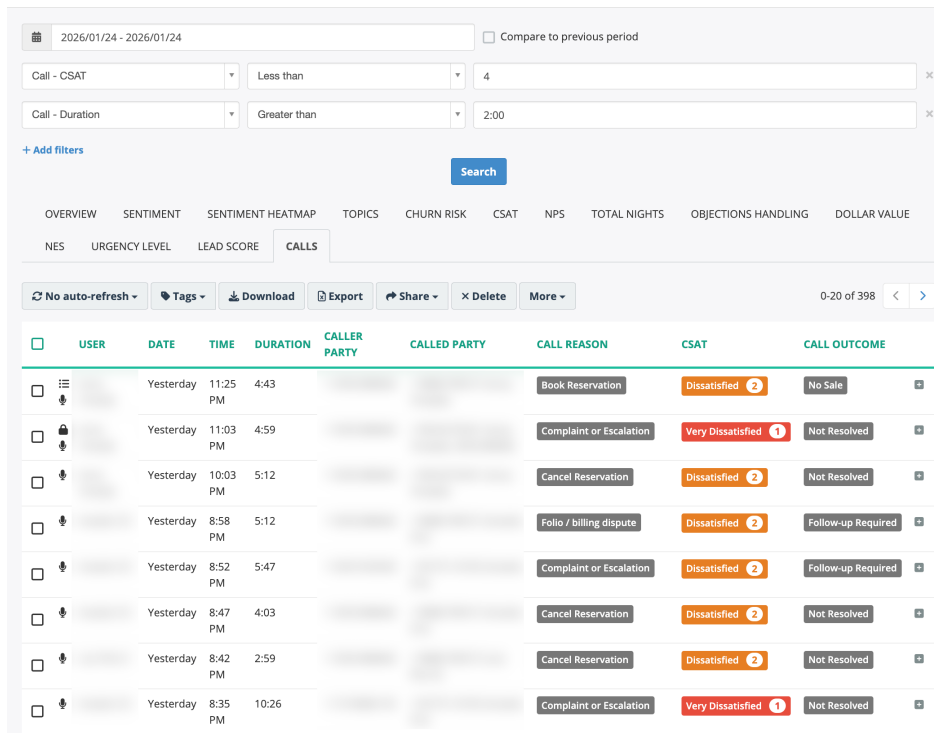 2026/01/24 - 2026/01/24
Compare to previous period
Call - CSAT Less than 4
Call - Duration Greater than 2:00
+ Add filters
Search
OVERVIEW SENTIMENT SENTIMENT HEATMAP TOPICS CHURN RISK CSAT NPS TOTAL NIGHTS OBJECTIONS HANDLING DOLLAR VALUE
NES URGENCY LEVEL LEAD SCORE CALLS
No auto-refresh Tags Download Export Share Delete More 0-20 of 398
USER DATE TIME DURATION CALLER PARTY CALLED PARTY CALL REASON CSAT CALL OUTCOME
Yesterday 11:25 PM 4:43 Book Reservation Dissatisfied 2 No Sale
Yesterday 11:03 PM 4:59 Complaint or Escalation Very Dissatisfied 1 Not Resolved
Yesterday 10:03 PM 5:12 Cancel Reservation Dissatisfied 2 Not Resolved
Yesterday 8:58 PM 5:12 Folio / billing dispute Dissatisfied 2 Follow-up Required
Yesterday 8:52 PM 5:47 Complaint or Escalation Dissatisfied 2 Follow-up Required
Yesterday 8:47 PM 4:03 Cancel Reservation Dissatisfied 2 Not Resolved
Yesterday 8:42 PM 2:59 Cancel Reservation Dissatisfied 2 Not Resolved
Yesterday 8:35 PM 10:26 Complaint or Escalation Very Dissatisfied 1 Not Resolved